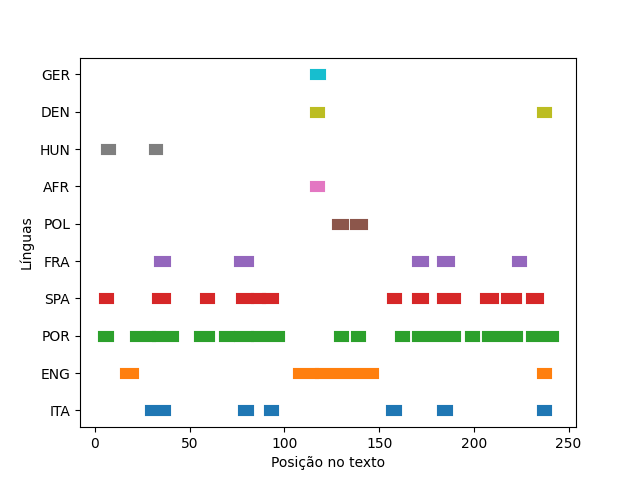 GER
DEN
HUN
AFR
POL
FRA
SPA
POR
ENG
ITA
Línguas
0 50 100 150 200 250
Posição no texto